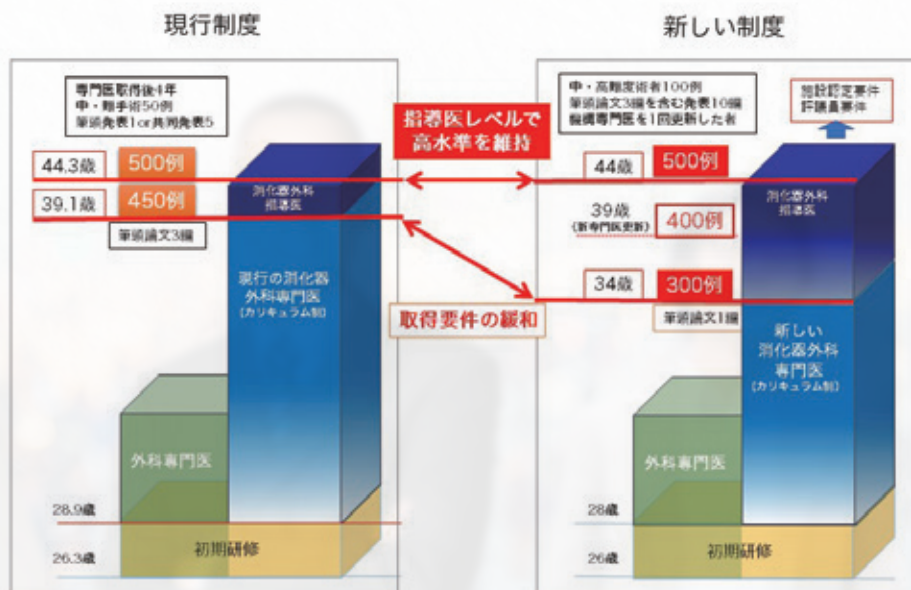 現行制度
新しい制度
専門医取得後4年
中・難手術50例
筆頭発表1or共同発表5
44.3歳
500例
39.1歳
450例
筆頭論文3編
消化器外科
指導医
現行の消化器
外科専門医
(カリキュラム制)
外科専門医
28.9歳
初期研修
26.3歳
指導医レベルで
高水準を維持
取得要件の緩和
中・高難度術者100例
筆頭論文3編を含む発表10編
機構専門医を1回更新した者
施設認定要件
評議員要件
44歳
500例
39歳
(新専門医更新)
400例
34歳
300例
筆頭論文1編
消化器外科
指導医
新しい
消化器外科
専門医
(カリキュラム制)
外科専門医
28歳
初期研修
26歳